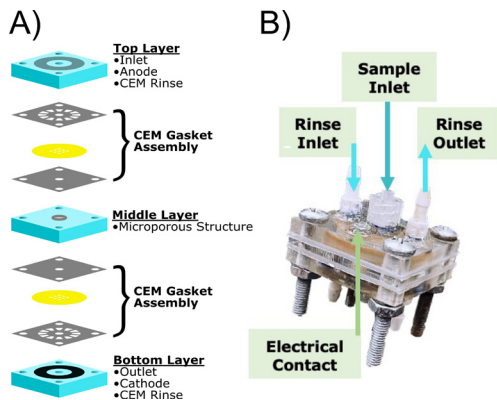 A)
Top Layer
•Inlet
•Anode
•CEM Rinse
CEM Gasket
Assembly
Middle Layer
•Microporous Structure
CEM Gasket
Assembly
Bottom Layer
•Outlet
•Cathode
•CEM Rinse
B)
Sample
Inlet
Rinse
Inlet
Rinse
Outlet
Electrical
Contact